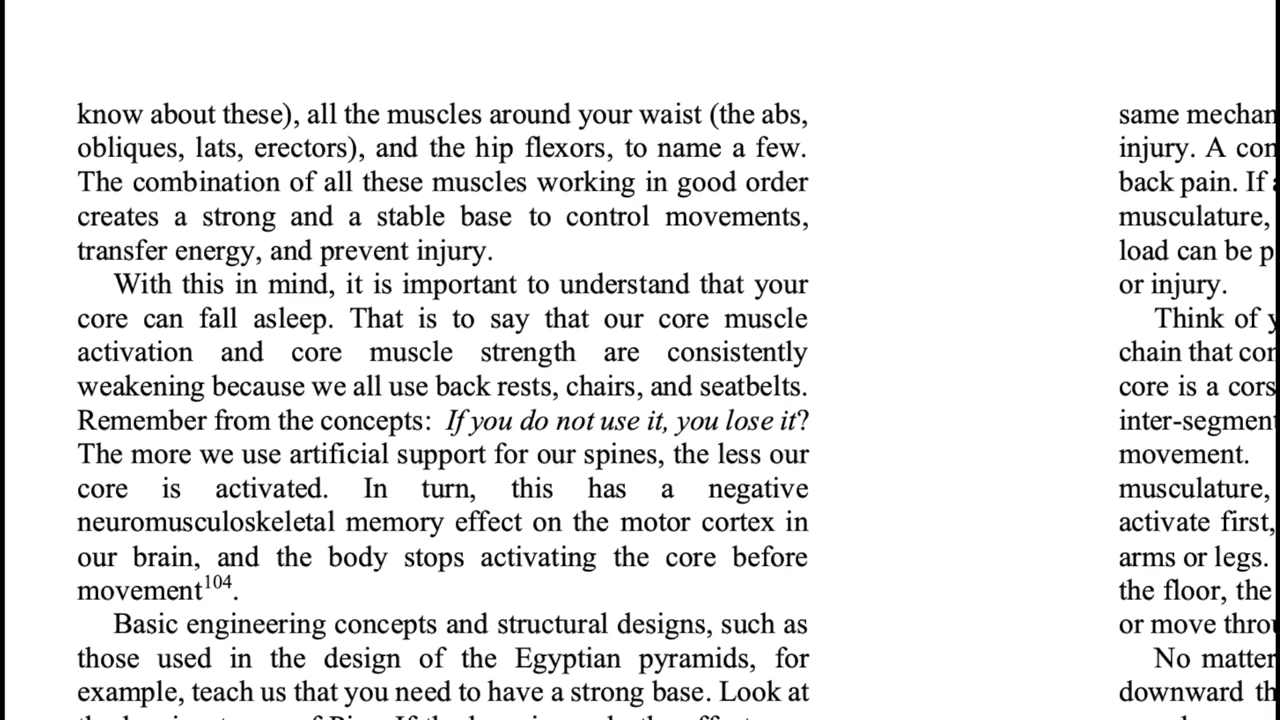 know about these), all the muscles around your waist (the abs,
obliques, lats, erectors), and the hip flexors, to name a few.
The combination of all these muscles working in good order
creates a strong and a stable base to control movements,
transfer energy, and prevent injury.
With this in mind, it is important to understand that your
core can fall asleep. That is to say that our core muscle
activation and core muscle strength are consistently
weakening because we all use back rests, chairs, and seatbelts.
Remember from the concepts: If you do not use it, you lose it?
The more we use artificial support for our spines, the less our
core is activated. In turn, this has a negative
neuromusculoskeletal memory effect on the motor cortex in
our brain, and the body stops activating the core before
movement104.
Basic engineering concepts and structural designs, such as
those used in the design of the Egyptian pyramids, for
example, teach us that you need to have a strong base. Look at
same mechan
injury. A con
back pain. If
musculature,
load can be p
or injury.
Think of y
chain that cor
core is a cors
inter-segment
movement.
musculature,
activate first,
arms or legs.
the floor, the
or move throu
No matter
downward th